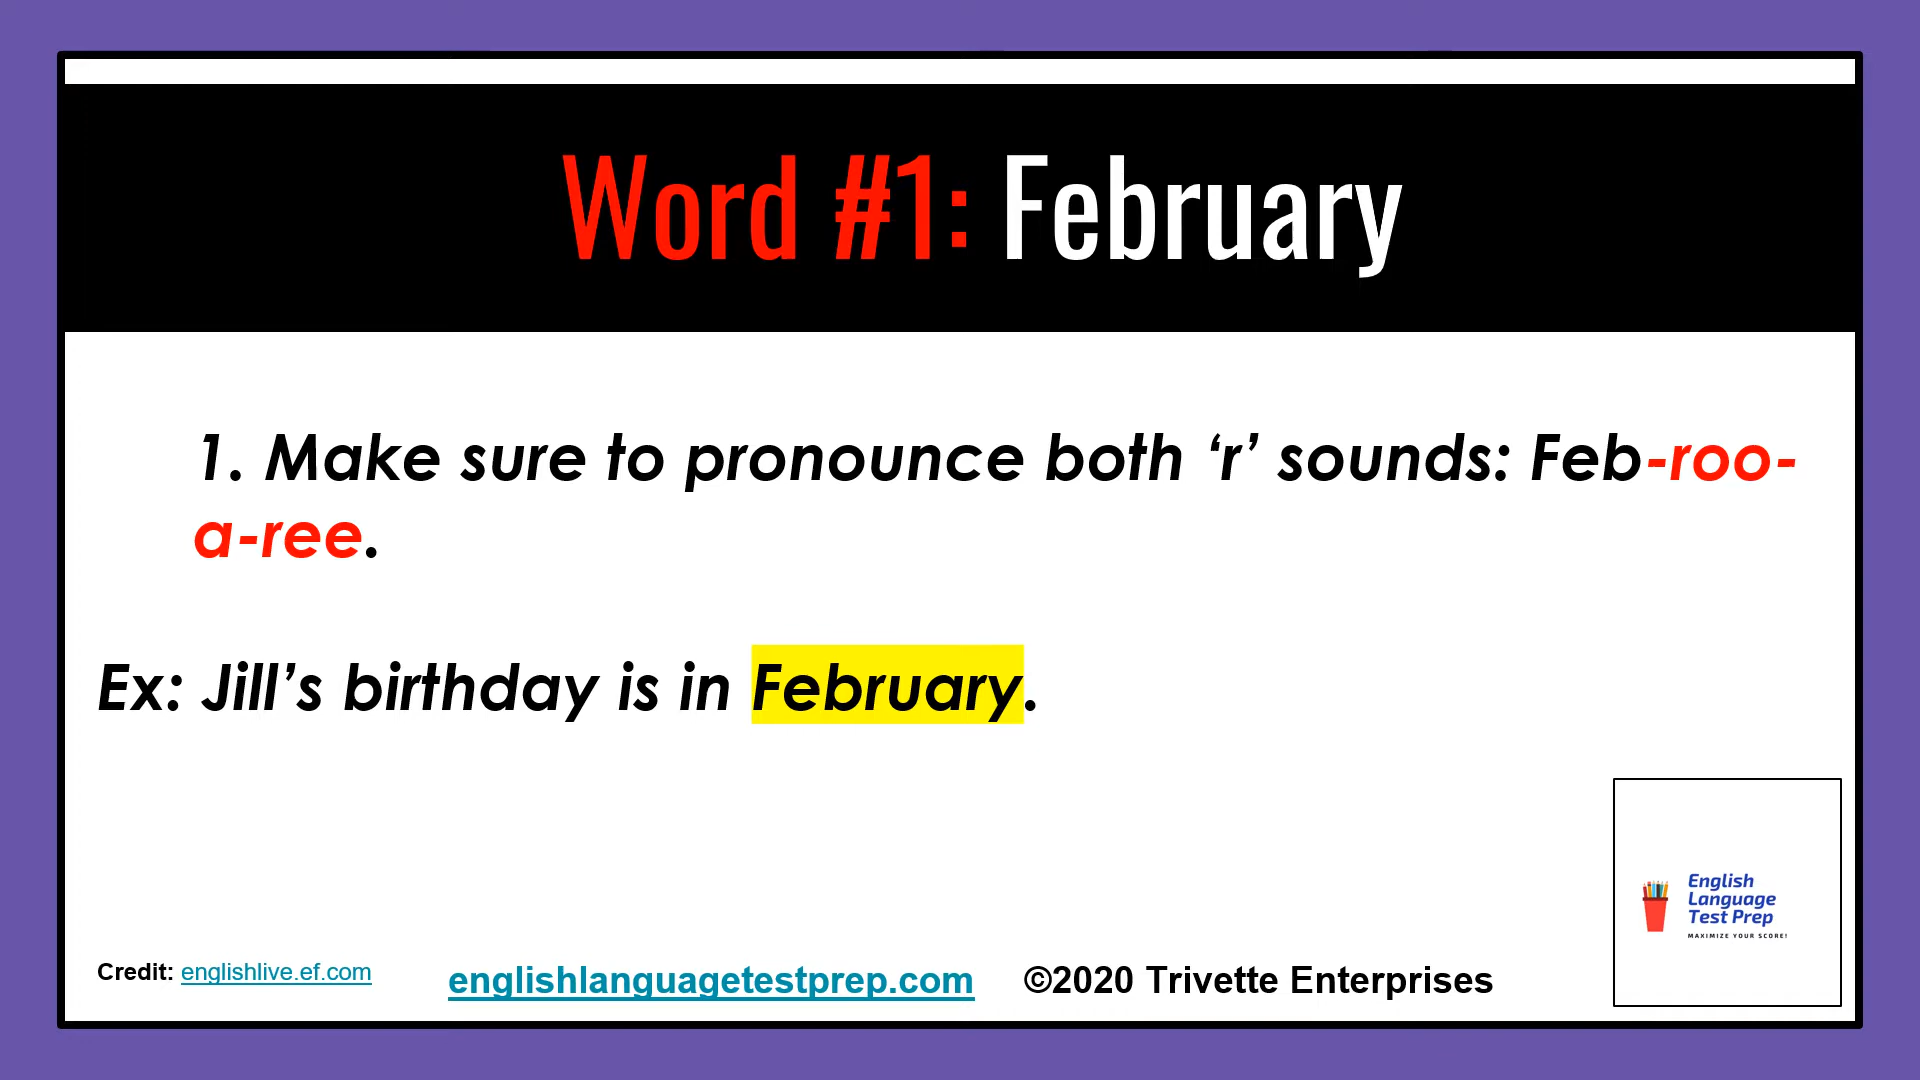 Word #1: February
1. Make sure to pronounce both ‘r’ sounds: Feb-roo-
a-ree.
Ex: Jill’s birthday is in February.
English
Language
Test Prep
MAXIMIZE YOUR SCORE!
Credit: englishlive.ef.com
englishlanguagetestprep.com ©2020 Trivette Enterprises